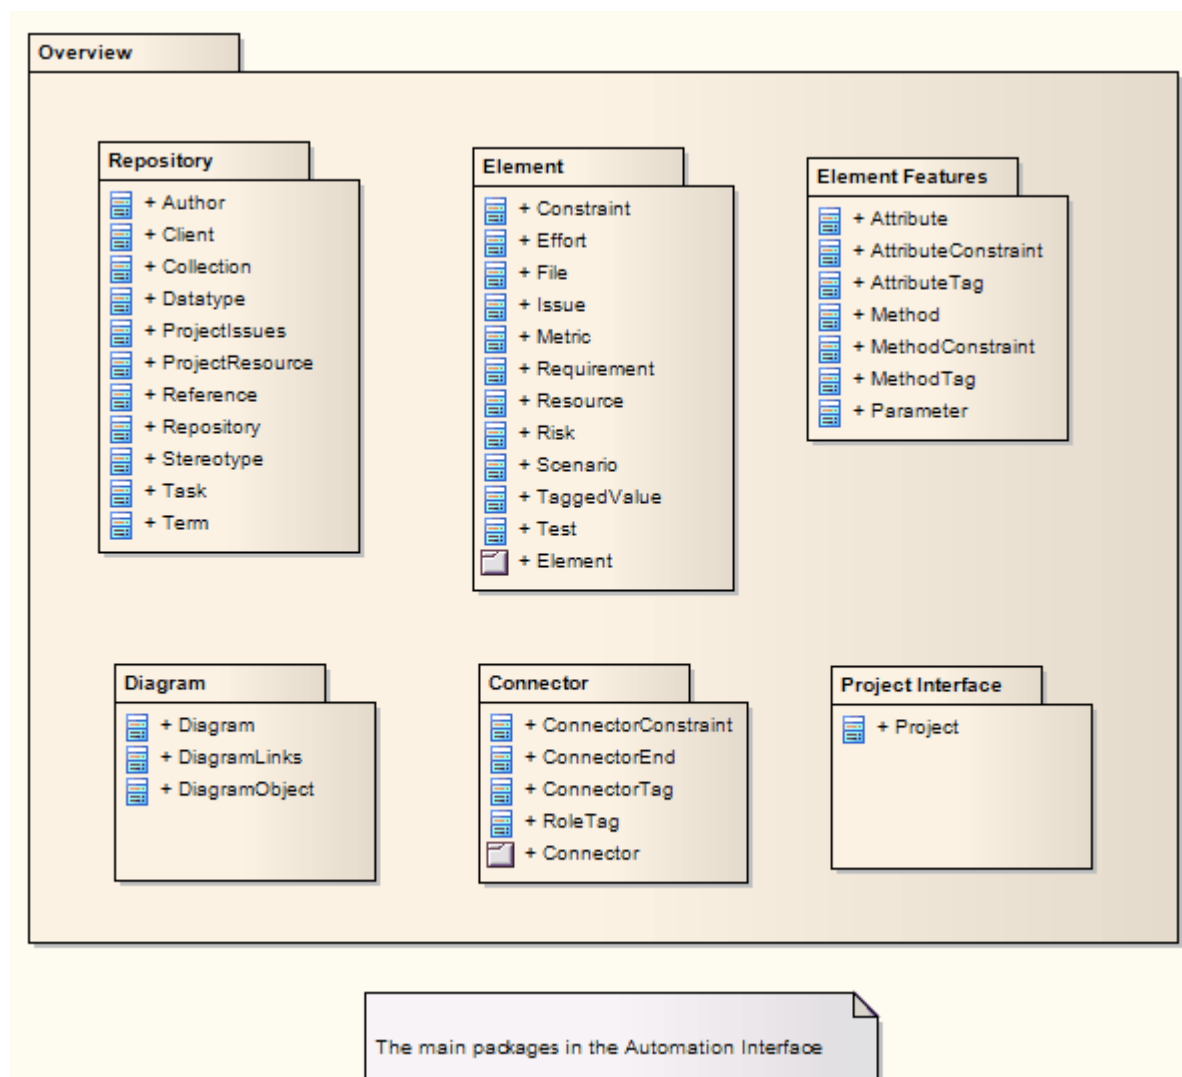 Overview
Repository
+ Author
+ Client
+ Collection
+ Datatype
+ ProjectIssues
+ ProjectResource
+ Reference
+ Repository
+ Stereotype
+ Task
+ Term
Element
+ Constraint
+ Effort
+ File
+ Issue
+ Metric
+ Requirement
+ Resource
+ Risk
+ Scenario
+ TaggedValue
+ Test
+ Element
Element Features
+ Attribute
+ AttributeConstraint
+ AttributeTag
+ Method
+ MethodConstraint
+ MethodTag
+ Parameter
Diagram
+ Diagram
+ DiagramLinks
+ DiagramObject
Connector
+ ConnectorConstraint
+ ConnectorEnd
+ ConnectorTag
+ RoleTag
+ Connector
Project Interface
+ Project
The main packages in the Automation Interface